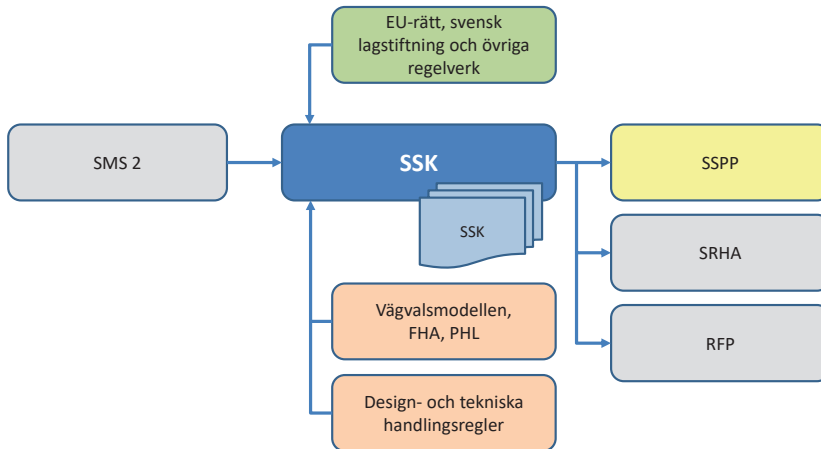 EU-rätt, svensk
lagstiftning och övriga
regelverk
SMS 2
SSK
SSPP
SSK
SRHA
Vägvalsmodellen,
FHA, PHL
RFP
Design- och tekniska
handlingsregler